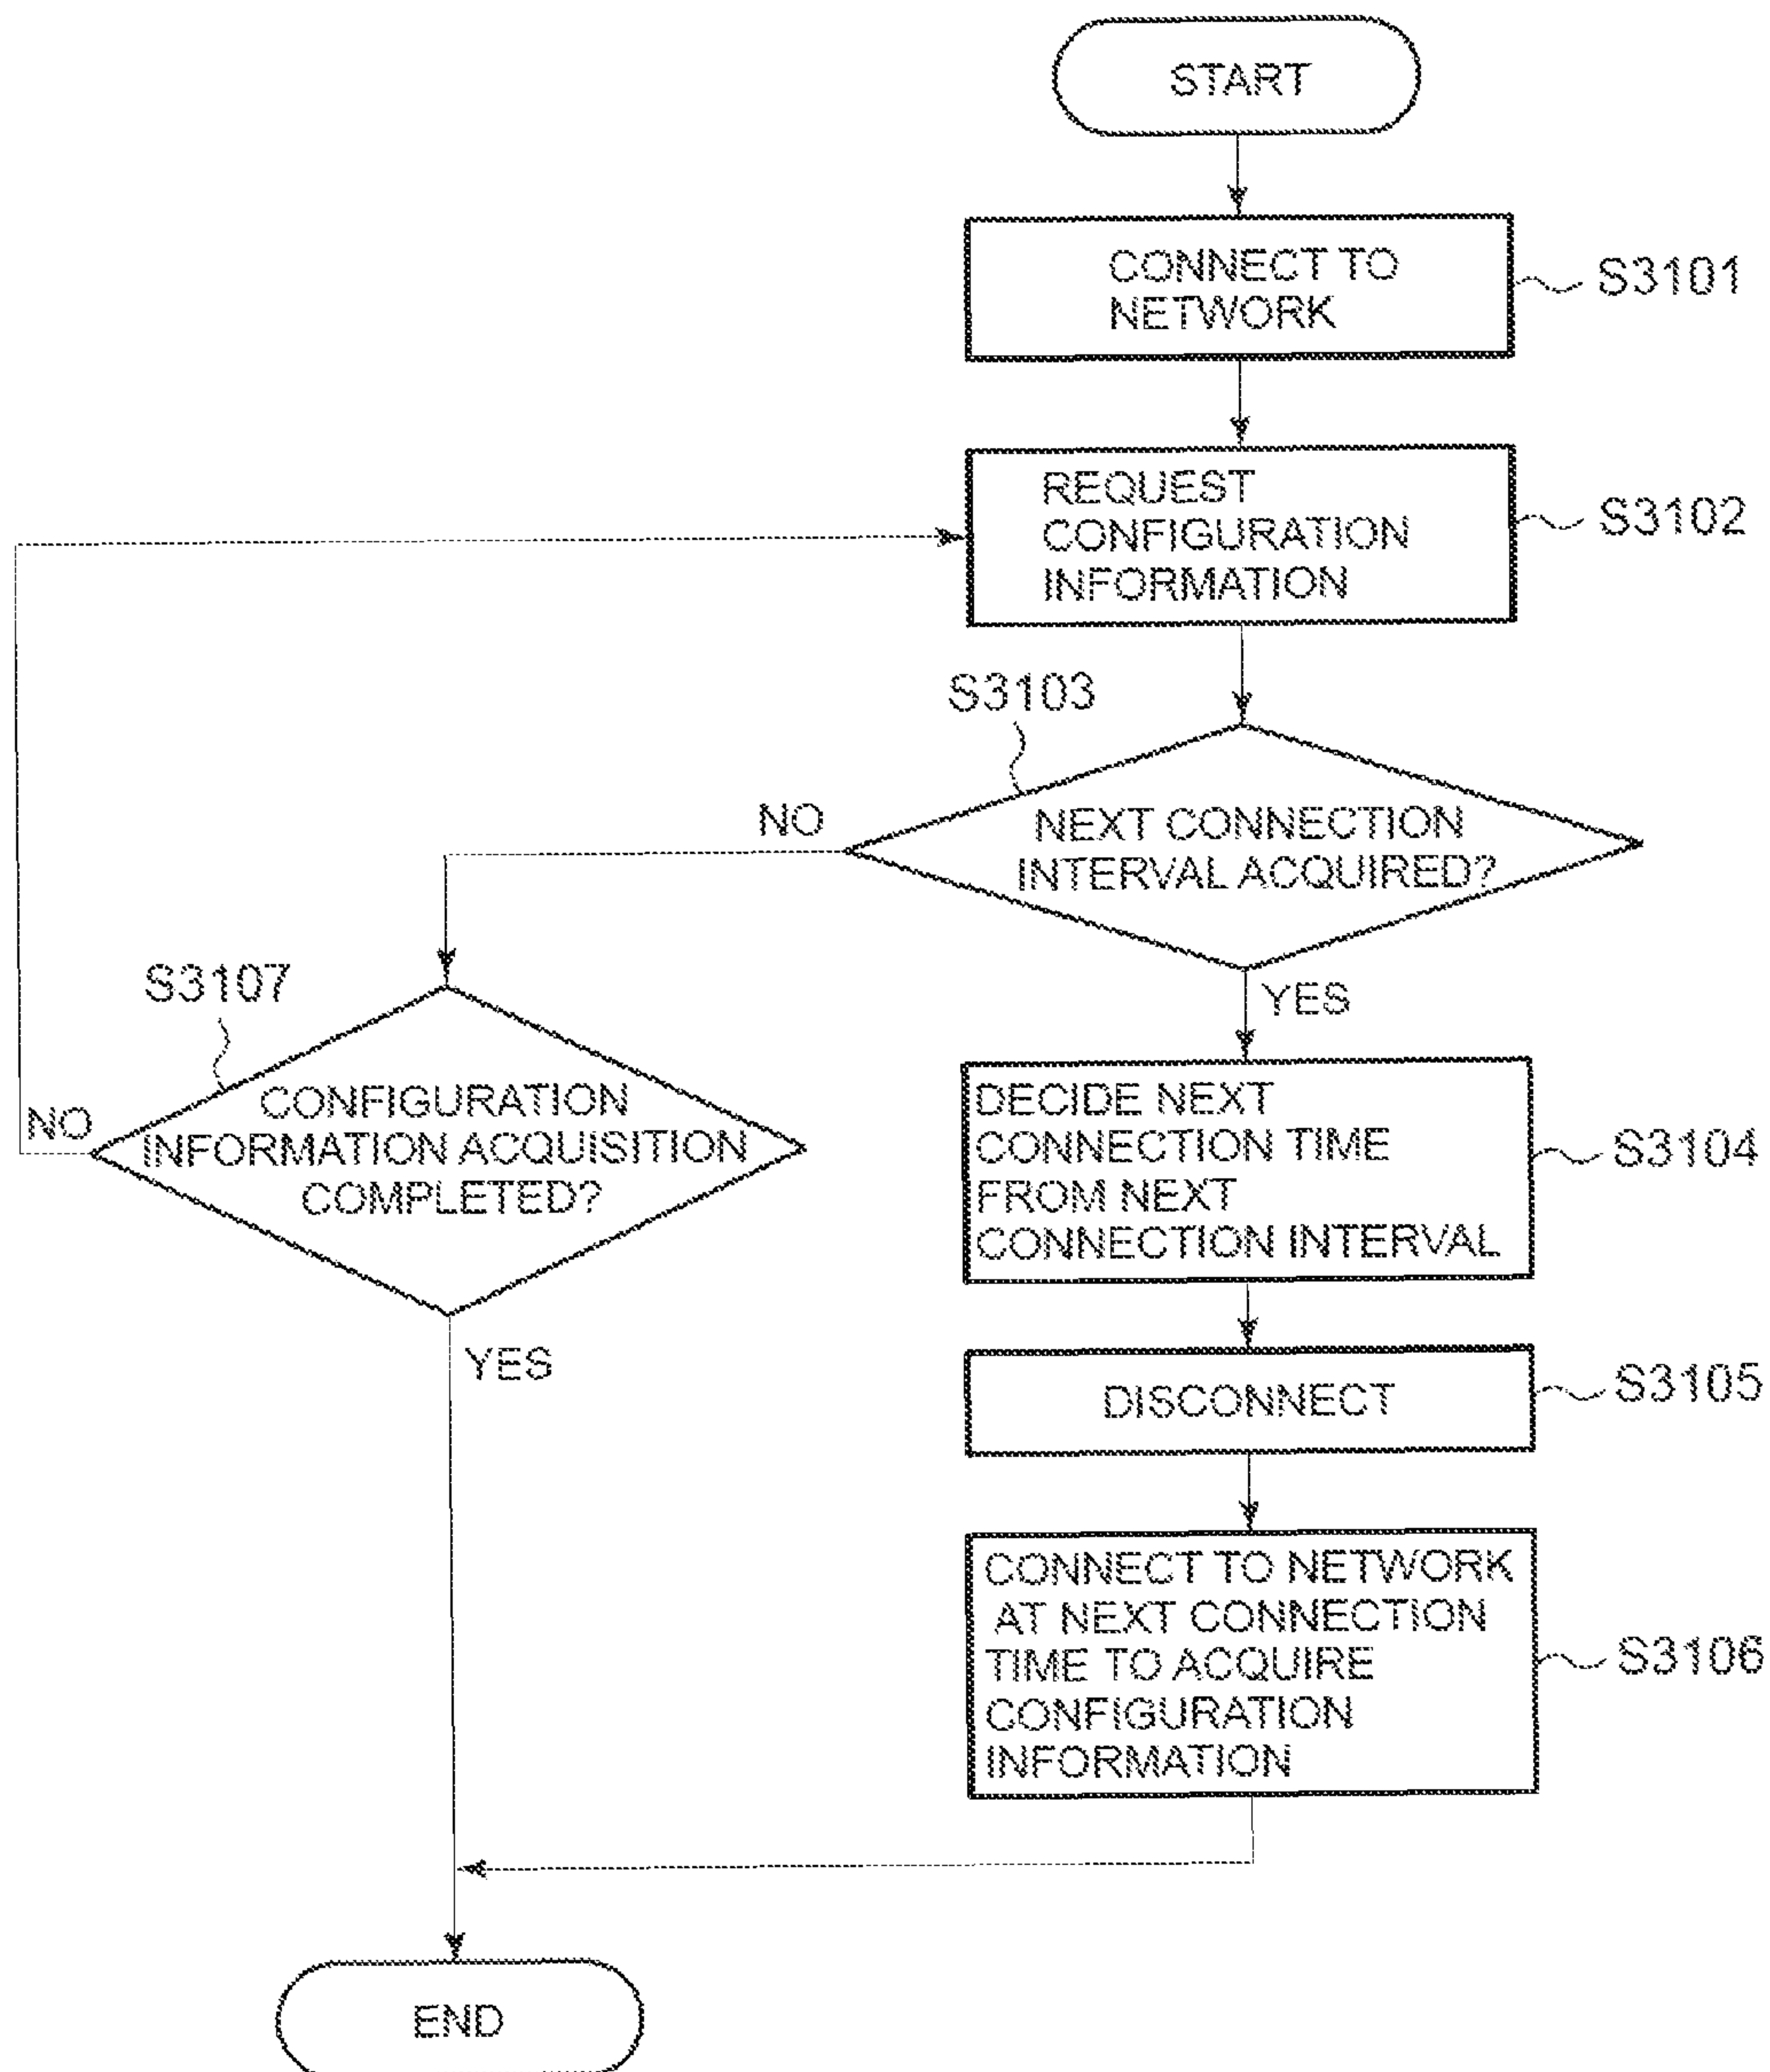 START
CONNECT TO
NETWORK
S3101
REQUEST
CONFIGURATION
INFORMATION
S3102
S3103
NO
NEXT CONNECTION
INTERVAL ACQUIRED?
YES
S3107
NO
CONFIGURATION
INFORMATION ACQUISITION
COMPLETED?
YES
DECIDE NEXT
CONNECTION TIME
FROM NEXT
CONNECTION INTERVAL
S3104
DISCONNECT
S3105
CONNECT TO NETWORK
AT NEXT CONNECTION
TIME TO ACQUIRE
CONFIGURATION
INFORMATION
S3106
END